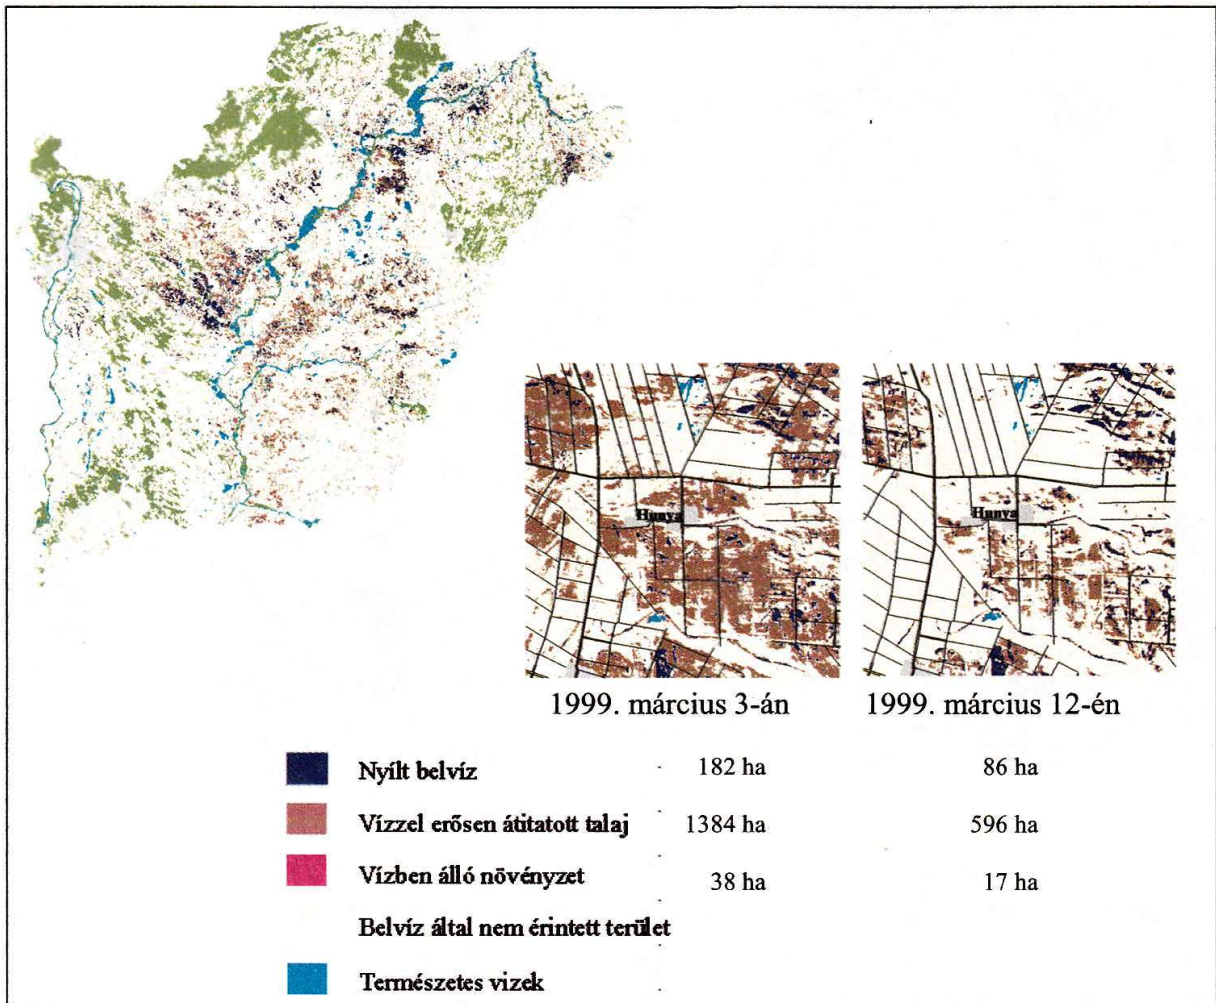 Hunya
Hunya
1999. március 3-án 1999. március 12-én
Nyílt belvíz 182 ha 86 ha
Vízzel erősen átitatott talaj 1384 ha 596 ha
Vízben álló növényzet 38 ha 17 ha
Belvíz által nem érintett terület
Természetes vizek